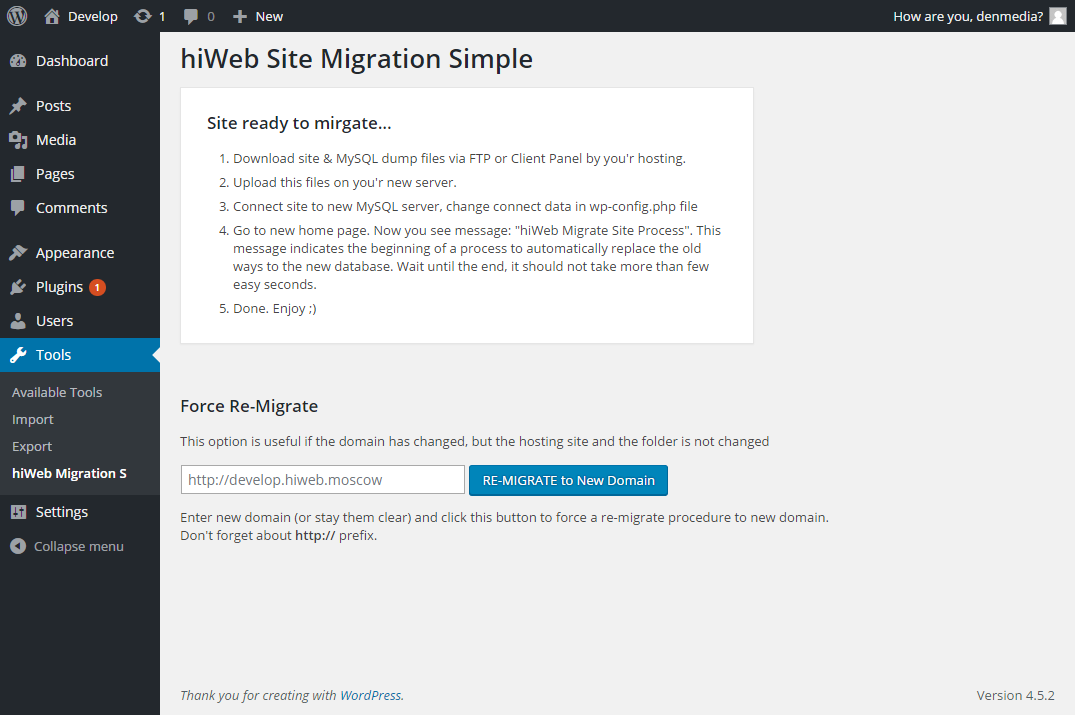 Develop 1 0 New How are you, denmedia?
Dashboard
Posts
Media
Pages
Comments
Appearance
Plugins 1
Users
Tools
Available Tools
Import
Export
hiWeb Migration S
Settings
Collapse menu
hiWeb Site Migration Simple
Site ready to mirgate...
1. Download site & MySQL dump files via FTP or Client Panel by you'r hosting.
2. Upload this files on you'r new server.
3. Connect site to new MySQL server, change connect data in wp-config.php file
4. Go to new home page. Now you see message: "hiWeb Migrate Site Process". This
message indicates the beginning of a process to automatically replace the old
ways to the new database. Wait until the end, it should not take more than few
easy seconds.
5. Done. Enjoy ;)
Force Re-Migrate
This option is useful if the domain has changed, but the hosting site and the folder is not changed
http://develop.hiweb.moscow RE-MIGRATE to New Domain
Enter new domain (or stay them clear) and click this button to force a re-migrate procedure to new domain.
Don't forget about http:// prefix.
Thank you for creating with WordPress. Version 4.5.2